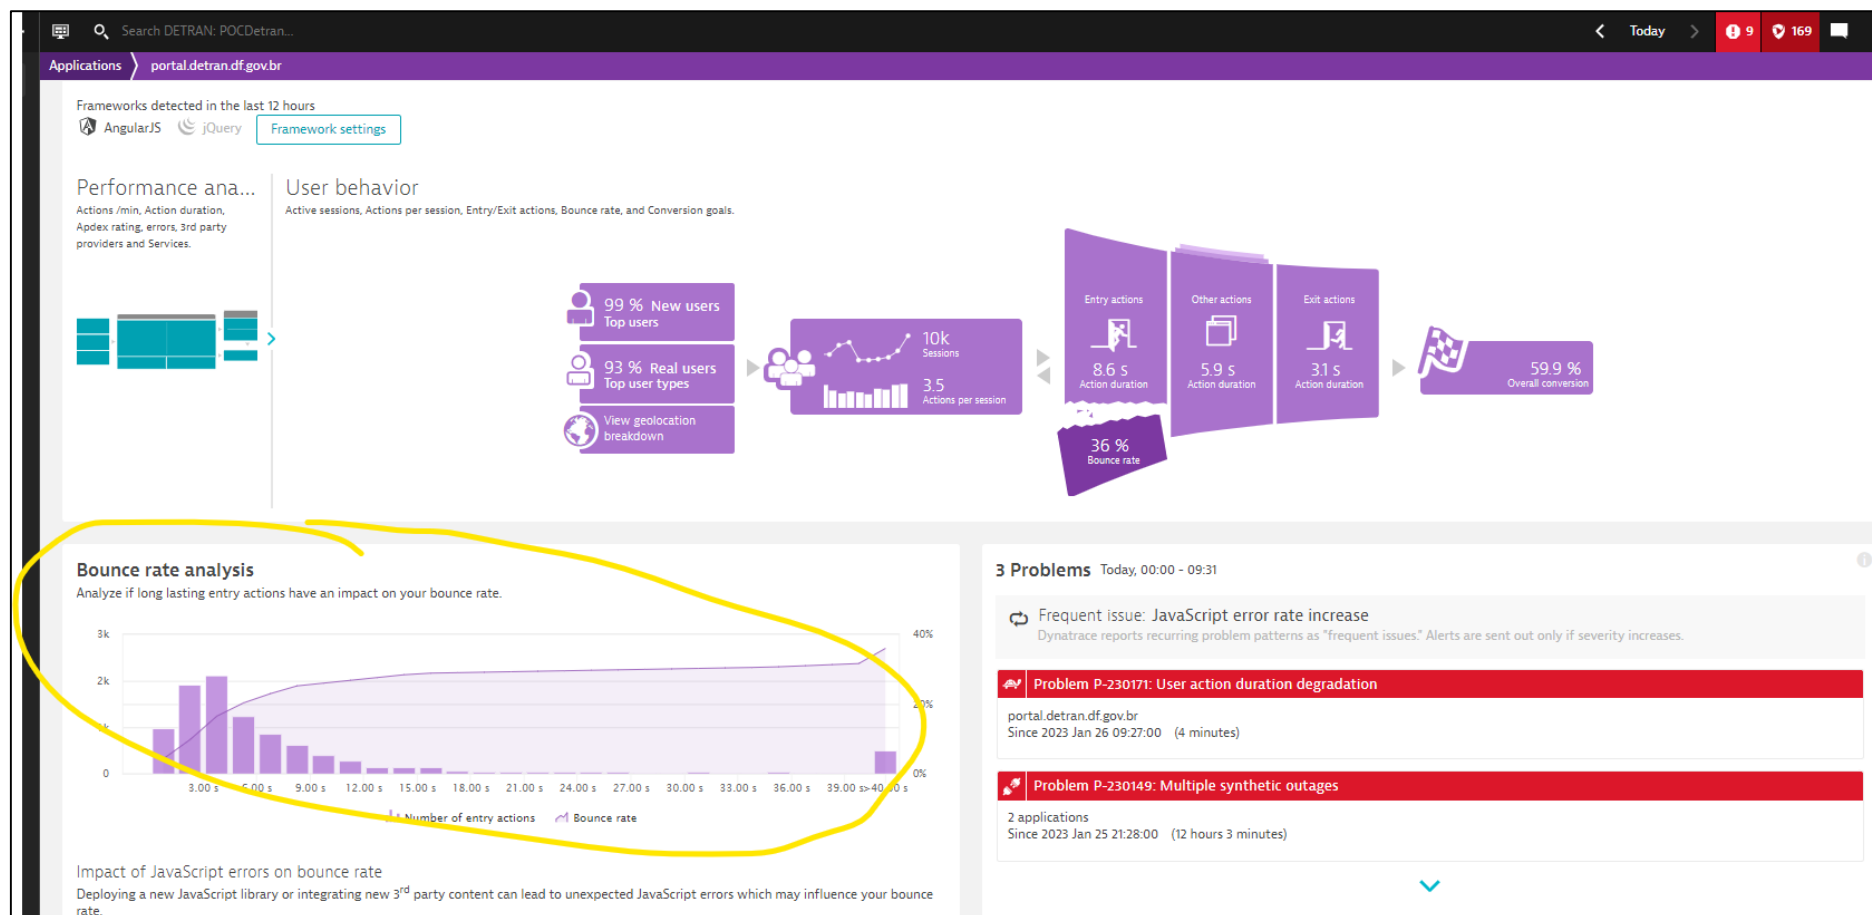 Search DETRAN: POCDetran...
Today
9
169
Applications
portal.detran.df.gov.br
Frameworks detected in the last 12 hours
AngularJS
jQuery
Framework settings
Performance ana...
Actions /min, Action duration,
Apdex rating, errors, 3rd party
providers and Services.
User behavior
Active sessions, Actions per session, Entry/Exit actions, Bounce rate, and Conversion goals.
99 % New users
Top users
93 % Real users
Top user types
View geolocation
breakdown
10k
Sessions
3.5
Actions per session
Entry actions
8.6 s
Action duration
36 %
Bounce rate
Other actions
5.9 s
Action duration
Exit actions
3.1 s
Action duration
59.9 %
Overall conversion
Bounce rate analysis
Analyze if long lasting entry actions have an impact on your bounce rate.
3k
2k
0
40%
20%
0%
3.00 s 6.00 s 9.00 s 12.00 s 15.00 s 18.00 s 21.00 s 24.00 s 27.00 s 30.00 s 33.00 s 36.00 s 39.00 s >40.00 s
Number of entry actions
Bounce rate
Impact of JavaScript errors on bounce rate
Deploying a new JavaScript library or integrating new 3rd party content can lead to unexpected JavaScript errors which may influence your bounce
rate.
3 Problems Today, 00:00 - 09:31
Frequent issue: JavaScript error rate increase
Dynatrace reports recurring problem patterns as "frequent issues." Alerts are sent out only if severity increases.
Problem P-230171: User action duration degradation
portal.detran.df.gov.br
Since 2023 Jan 26 09:27:00 (4 minutes)
Problem P-230149: Multiple synthetic outages
2 applications
Since 2023 Jan 25 21:28:00 (12 hours 3 minutes)